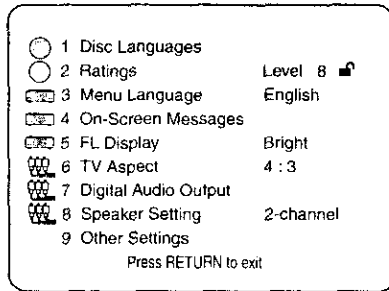 1 Disc Languages
2 Ratings Level 8
3 Menu Language English
4 On-Screen Messages
5 FL Display Bright
6 TV Aspect 4 : 3
7 Digital Audio Output
8 Speaker Setting 2-channel
9 Other Settings
Press RETURN to exit